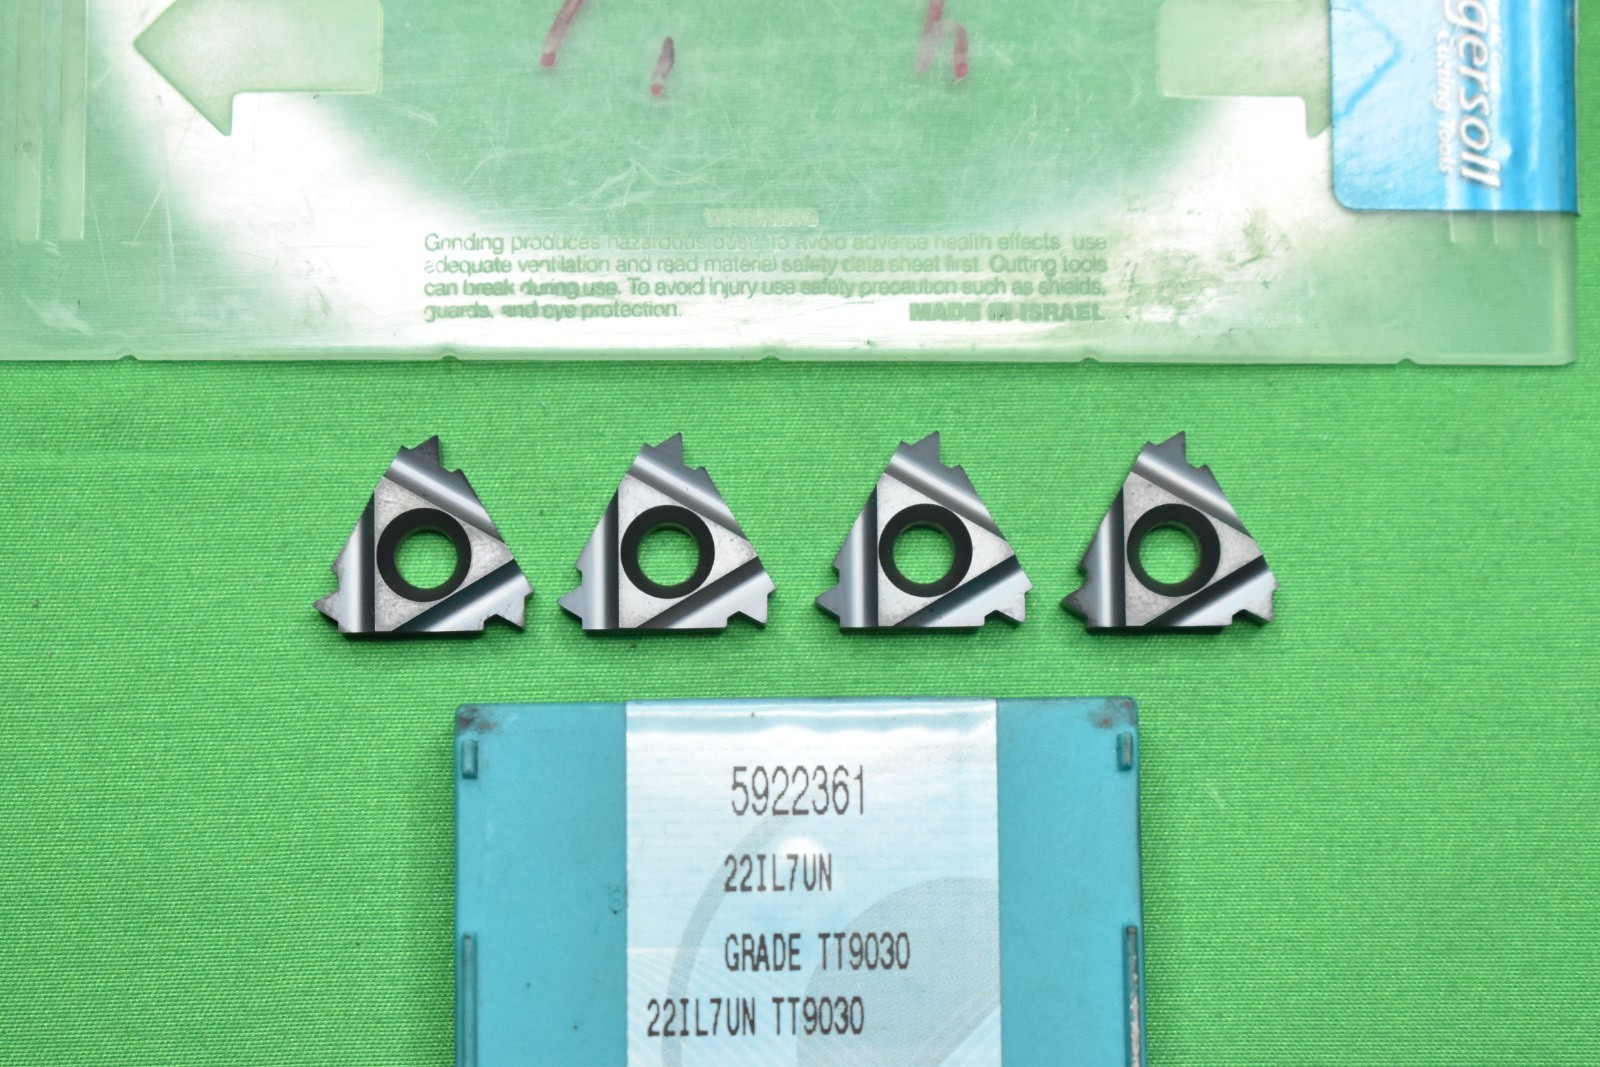 gersoll
Cutting Tools
WARNING
Grinding produces hazardous dust. To avoid adverse health effects, use
adequate ventilation and read material safety data sheet first. Cutting tools
can break during use. To avoid injury use safety precaution such as shields,
guards, and eye protection.
MADE IN ISRAEL
5922361
22IL7UN
GRADE TT9030
22IL7UN TT9030